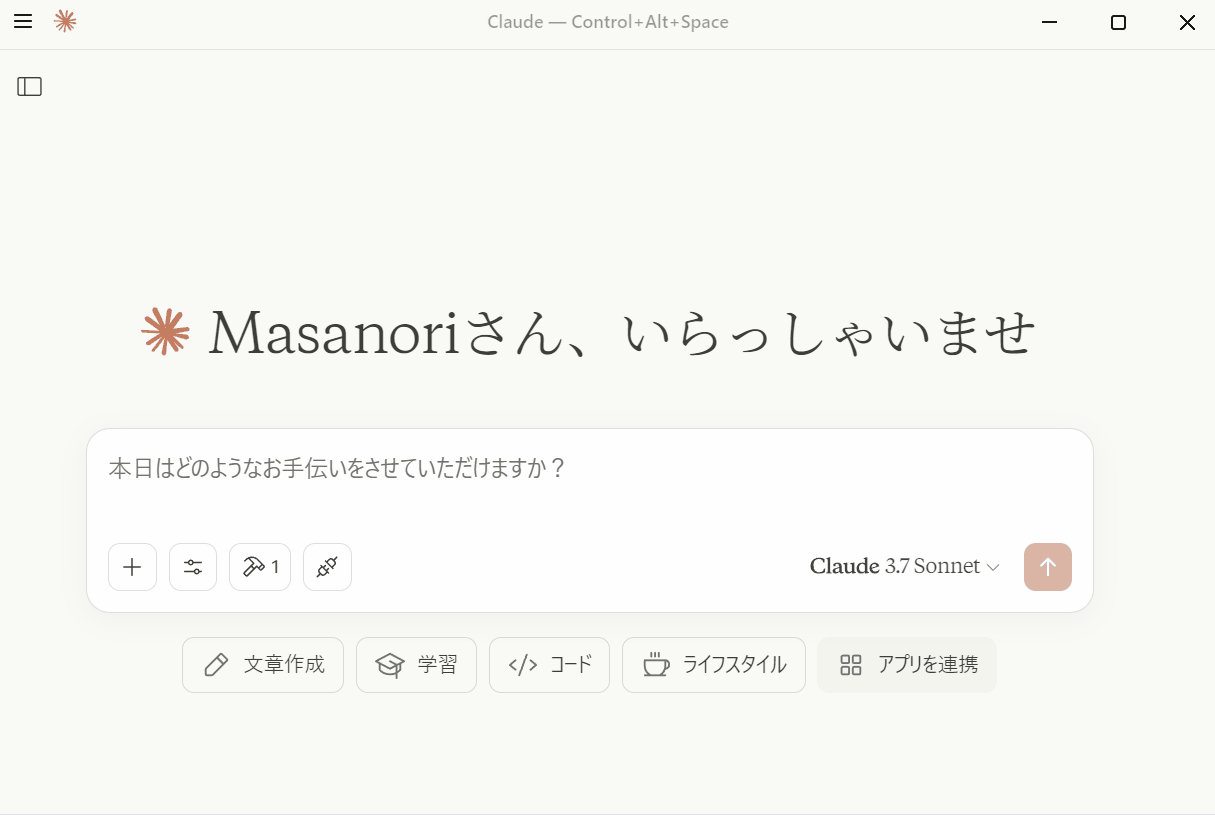 Claude — Control+Alt+Space
Masanoriさん、いらっしゃいませ
本日はどのようなお手伝いをさせていただけますか？
1
Claude 3.7 Sonnet
文章作成
学習
コード
ライフスタイル
アプリを連携